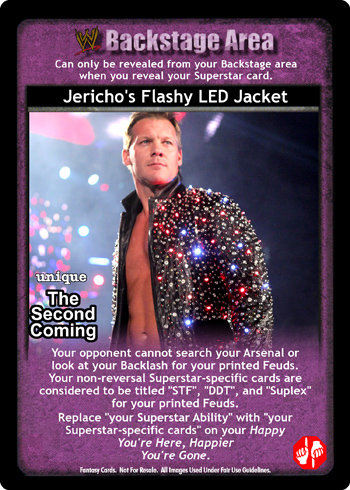 W Backstage Area
Can only be revealed from your Backstage area
when you reveal your Superstar card.
Jericho's Flashy LED Jacket
unique
The
Second
Coming
Your opponent cannot search your Arsenal or
look at your Backlash for your printed Feuds.
Your non-reversal Superstar-specific cards are
considered to be titled "STF", "DDT", and "Suplex"
for your printed Feuds.
Replace "your Superstar Ability" with "your
Superstar-specific cards" on your Happy
You're Here, Happier
You're Gone.
Fantasy Cards. Not For Resale. All Images Used Under Fair Use Guidelines.